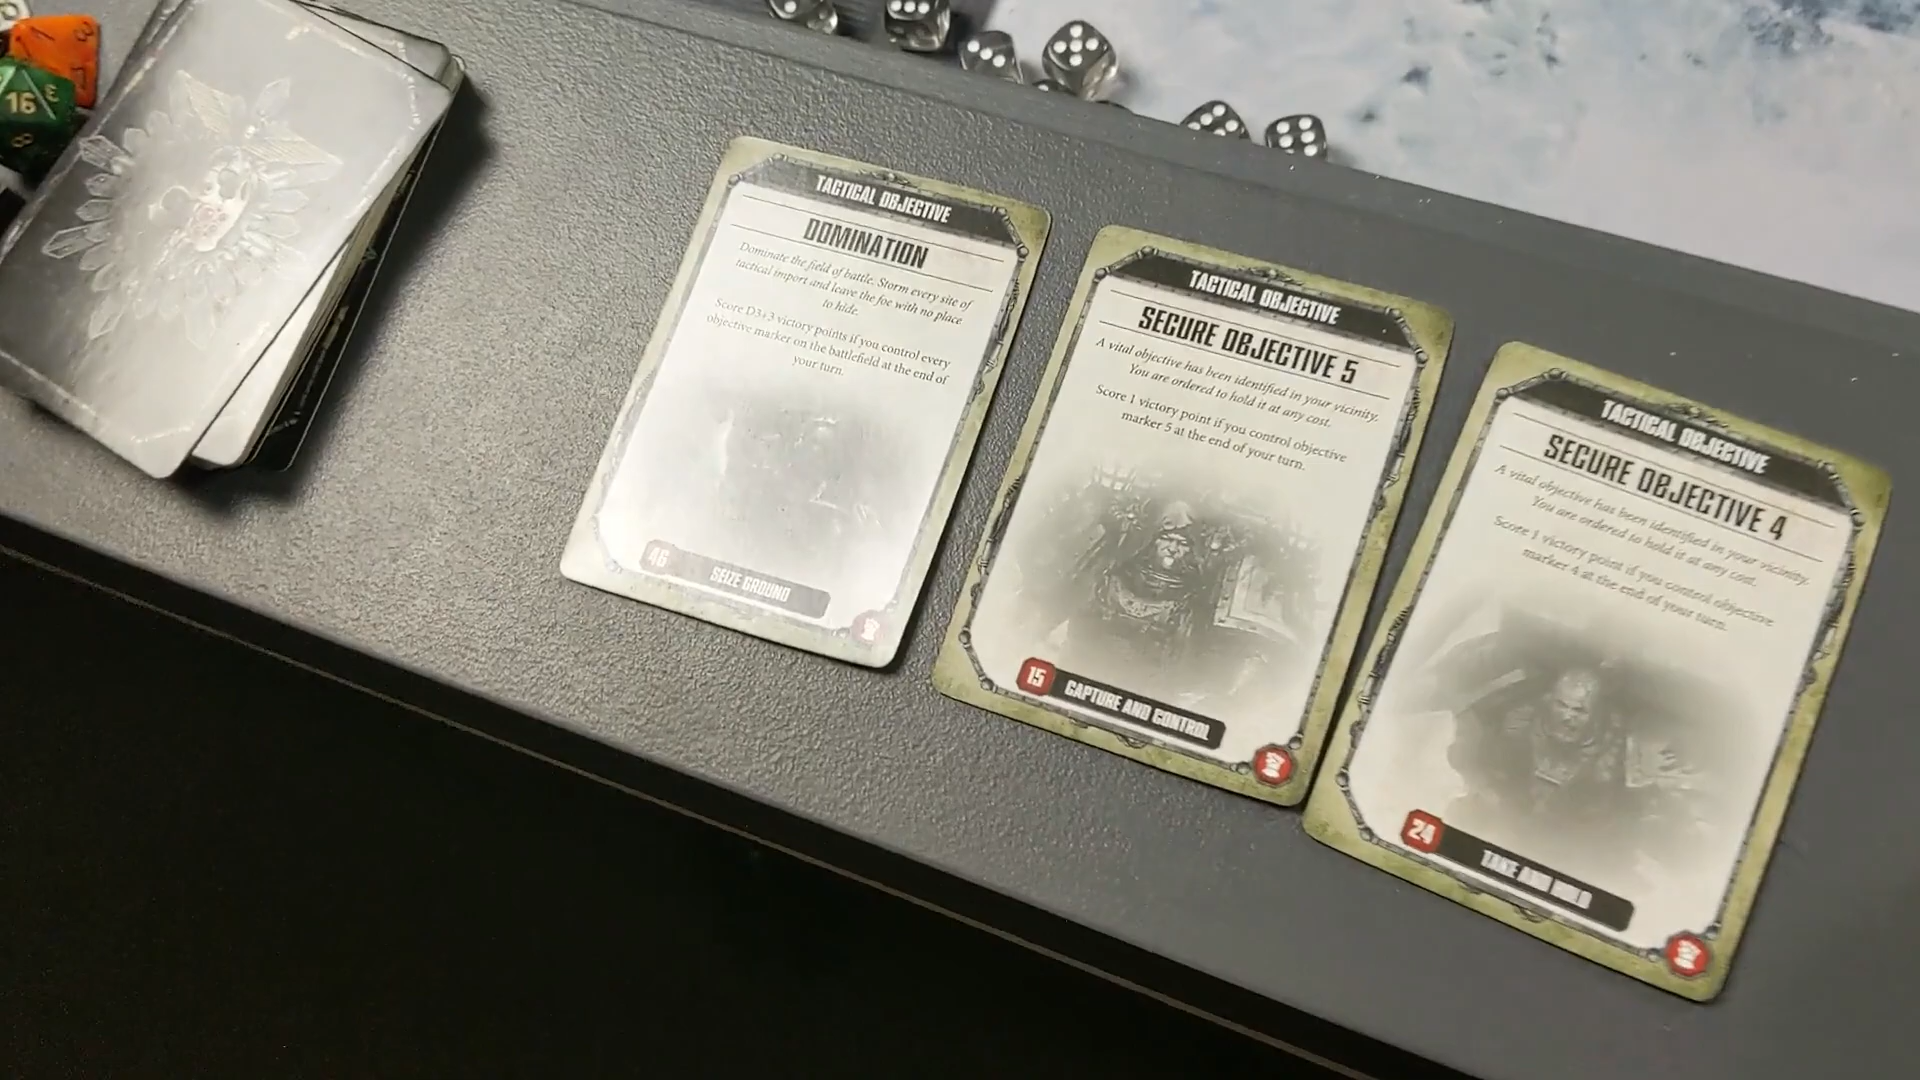 16
8
3
TACTICAL OBJECTIVE
DOMINATION
Dominate the field of battle. Storm every site of
tactical import and leave the foe with no place
to hide.
Score D3+3 victory points if you control every
objective marker on the battlefield at the end of
your turn.
46
SEIZE GROUND
TACTICAL OBJECTIVE
SECURE OBJECTIVE 5
A vital objective has been identified in your vicinity.
You are ordered to hold it at any cost.
Score 1 victory point if you control objective
marker 5 at the end of your turn.
15
CAPTURE AND CONTROL
TACTICAL OBJECTIVE
SECURE OBJECTIVE 4
A vital objective has been identified in your vicinity.
You are ordered to hold it at any cost.
Score 1 victory point if you control objective
marker 4 at the end of your turn.
24
TAKE AND HOLD